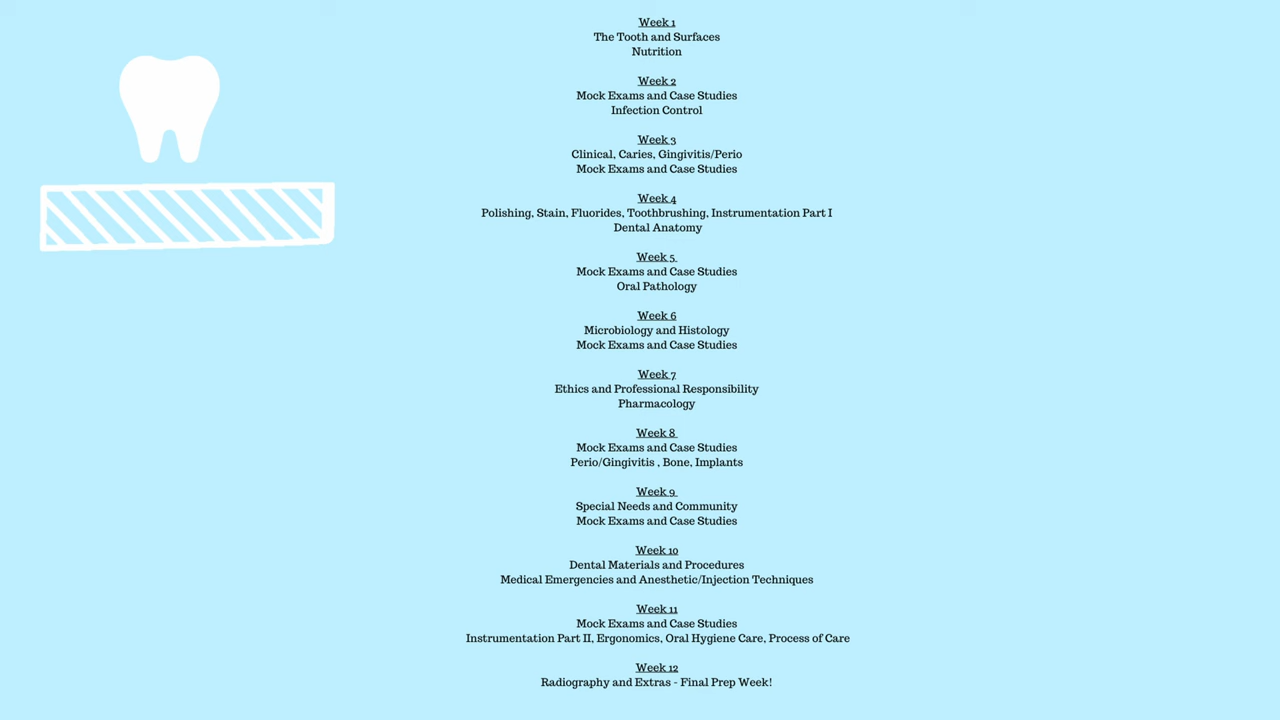 Week 1
The Tooth and Surfaces
Nutrition
Week 2
Mock Exams and Case Studies
Infection Control
Week 3
Clinical, Caries, Gingivitis/Perio
Mock Exams and Case Studies
Week 4
Polishing, Stain, Fluorides, Toothbrushing, Instrumentation Part I
Dental Anatomy
Week 5
Mock Exams and Case Studies
Oral Pathology
Week 6
Microbiology and Histology
Mock Exams and Case Studies
Week 7
Ethics and Professional Responsibility
Pharmacology
Week 8
Mock Exams and Case Studies
Perio/Gingivitis , Bone, Implants
Week 9
Special Needs and Community
Mock Exams and Case Studies
Week 10
Dental Materials and Procedures
Medical Emergencies and Anesthetic/Injection Techniques
Week 11
Mock Exams and Case Studies
Instrumentation Part II, Ergonomics, Oral Hygiene Care, Process of Care
Week 12
Radiography and Extras - Final Prep Week!